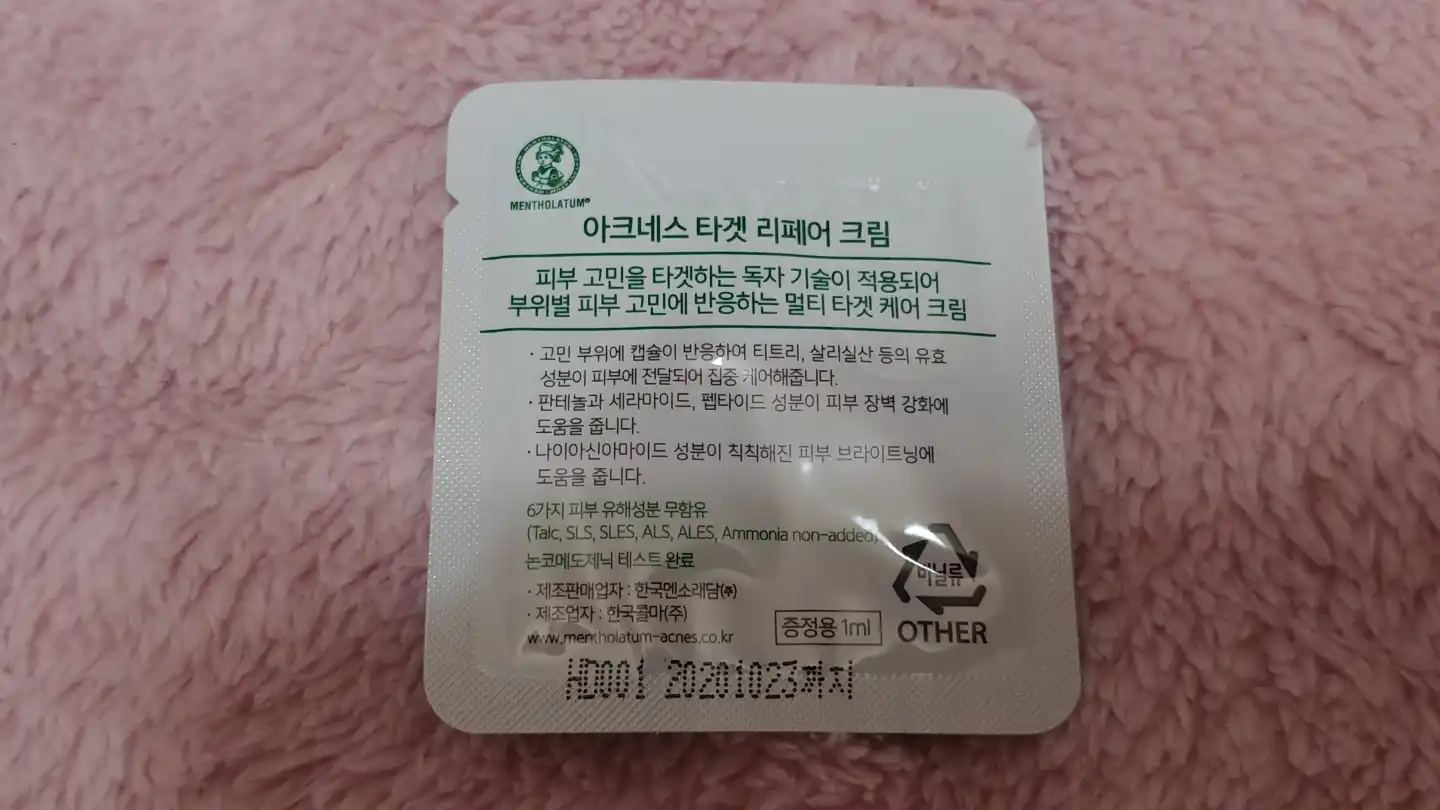 MENTHOLATUM®
아크네스 타겟 리페어 크림
피부 고민을 타겟하는 독자 기술이 적용되어
부위별 피부 고민에 반응하는 멀티 타겟 케어 크림
· 고민 부위에 캡슐이 반응하여 티트리, 살리실산 등의 유효
성분이 피부에 전달되어 집중 케어해줍니다.
· 판테놀과 세라마이드, 펩타이드 성분이 피부 장벽 강화에
도움을 줍니다.
· 나이아신아마이드 성분이 칙칙해진 피부 브라이트닝에
도움을 줍니다.
6가지 피부 유해성분 무함유
(Talc, SLS, SLES, ALS, ALES, Ammonia non-added)
논코메도제닉 테스트 완료
· 제조판매업자 : 한국멘소래담(주)
· 제조업자 : 한국콜마(주)
www.mentholatum-acnes.co.kr
증정용 1ml
비닐류
OTHER
HD001 20201023까지